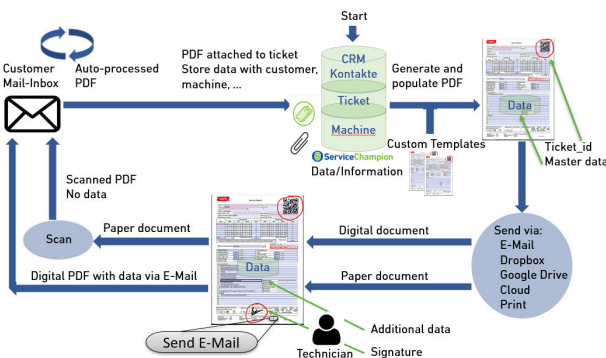 Start
Customer
Mail-Inbox
Auto-processed
PDF
PDF attached to ticket
Store data with customer,
machine, ...
CRM
Kontakte
Ticket
Machine
ServiceChampion
Data/Information
Generate and
populate PDF
Custom Templates
Data
Ticket_id
Master data
Scanned PDF
No data
Scan
Paper document
Digital PDF with data via E-Mail
Data
Digital document
Paper document
Send via:
E-Mail
Dropbox
Google Drive
Cloud
Print
Send E-Mail
Technician
Additional data
Signature